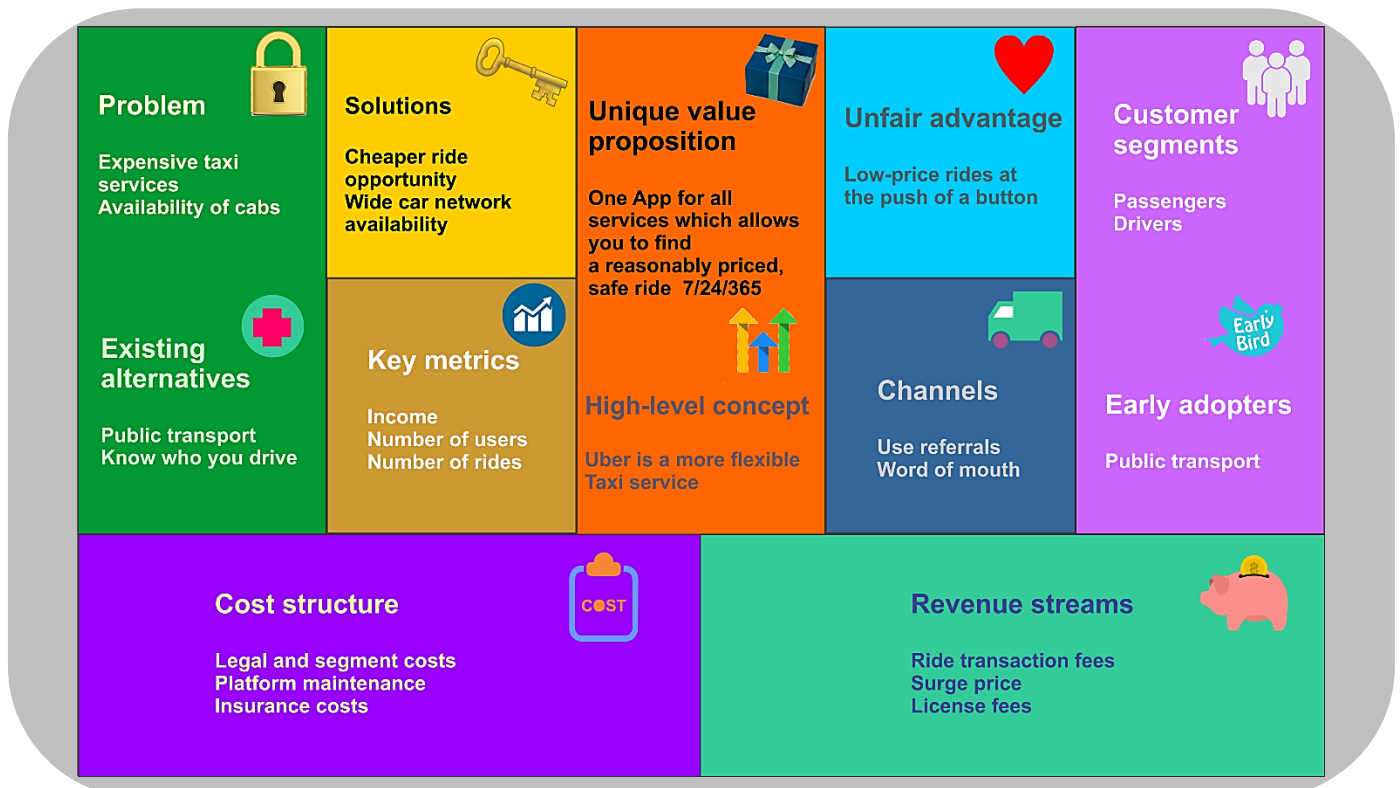 Problem
Expensive taxi
services
Availability of cabs
Existing
alternatives
Public transport
Know who you drive
Solutions
Cheaper ride
opportunity
Wide car network
availability
Key metrics
Income
Number of users
Number of rides
Unique value
proposition
One App for all
services which allows
you to find
a reasonably priced,
safe ride 7/24/365
High-level concept
Uber is a more flexible
Taxi service
Unfair advantage
Low-price rides at
the push of a button
Channels
Use referrals
Word of mouth
Customer
segments
Passengers
Drivers
Early
Bird
Early adopters
Public transport
Cost structure
COST
Legal and segment costs
Platform maintenance
Insurance costs
Revenue streams
Ride transaction fees
Surge price
License fees